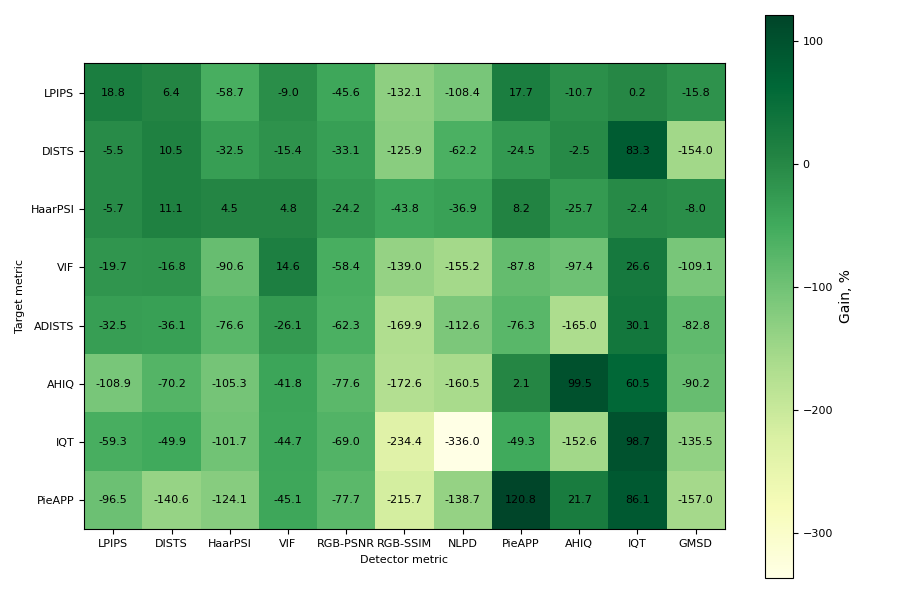 LPIPS 18.8 6.4 -58.7 -9.0 -45.6 -132.1 -108.4 17.7 -10.7 0.2 -15.8
DISTS -5.5 10.5 -32.5 -15.4 -33.1 -125.9 -62.2 -24.5 -2.5 83.3 -154.0
HaarPSI -5.7 11.1 4.5 4.8 -24.2 -43.8 -36.9 8.2 -25.7 -2.4 -8.0
VIF -19.7 -16.8 -90.6 14.6 -58.4 -139.0 -155.2 -87.8 -97.4 26.6 -109.1
ADISTS -32.5 -36.1 -76.6 -26.1 -62.3 -169.9 -112.6 -76.3 -165.0 30.1 -82.8
AHIQ -108.9 -70.2 -105.3 -41.8 -77.6 -172.6 -160.5 2.1 99.5 60.5 -90.2
IQT -59.3 -49.9 -101.7 -44.7 -69.0 -234.4 -336.0 -49.3 -152.6 98.7 -135.5
PieAPP -96.5 -140.6 -124.1 -45.1 -77.7 -215.7 -138.7 120.8 21.7 86.1 -157.0
LPIPS DISTS HaarPSI VIF RGB-PSNR RGB-SSIM NLPD PieAPP AHIQ IQT GMSD
Detector metric
Target metric
100
0
−100
−200
−300
Gain, %